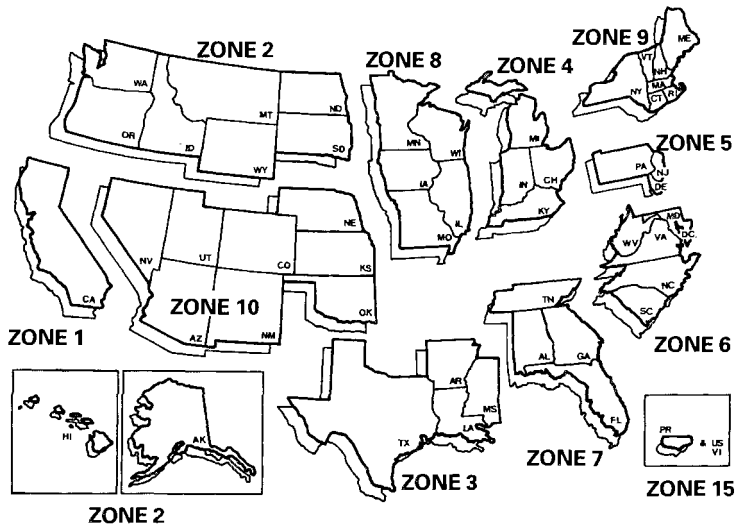 ZONE 2
ZONE 8
ZONE 4
ZONE 9
ME
VT
NH
NY
MA
CT
RI
WA
MT
ND
OR
ID
WY
SD
MN
WI
MI
IA
IL
MO
IN
OH
KY
ZONE 5
PA
NJ
DE
MD
DC
WV
VA
NC
SC
ZONE 6
CA
ZONE 1
NV
UT
CO
NE
KS
OK
ZONE 10
AZ
NM
TN
AL
GA
FL
ZONE 7
AR
MS
LA
TX
ZONE 3
HI
AK
ZONE 2
PR
& US
VI
ZONE 15